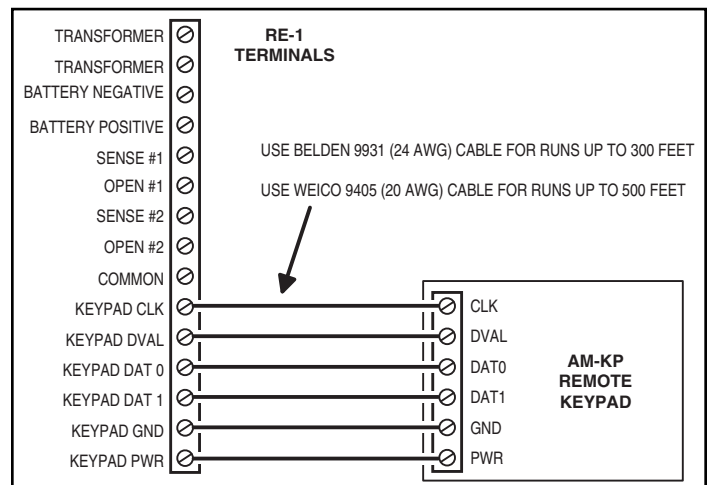 RE-1
TERMINALS
TRANSFORMER
TRANSFORMER
BATTERY NEGATIVE
BATTERY POSITIVE
SENSE #1
OPEN #1
SENSE #2
OPEN #2
COMMON
KEYPAD CLK
KEYPAD DVAL
KEYPAD DAT 0
KEYPAD DAT 1
KEYPAD GND
KEYPAD PWR
USE BELDEN 9931 (24 AWG) CABLE FOR RUNS UP TO 300 FEET
USE WEICO 9405 (20 AWG) CABLE FOR RUNS UP TO 500 FEET
CLK
DVAL
DAT0
DAT1
GND
PWR
AM-KP
REMOTE
KEYPAD